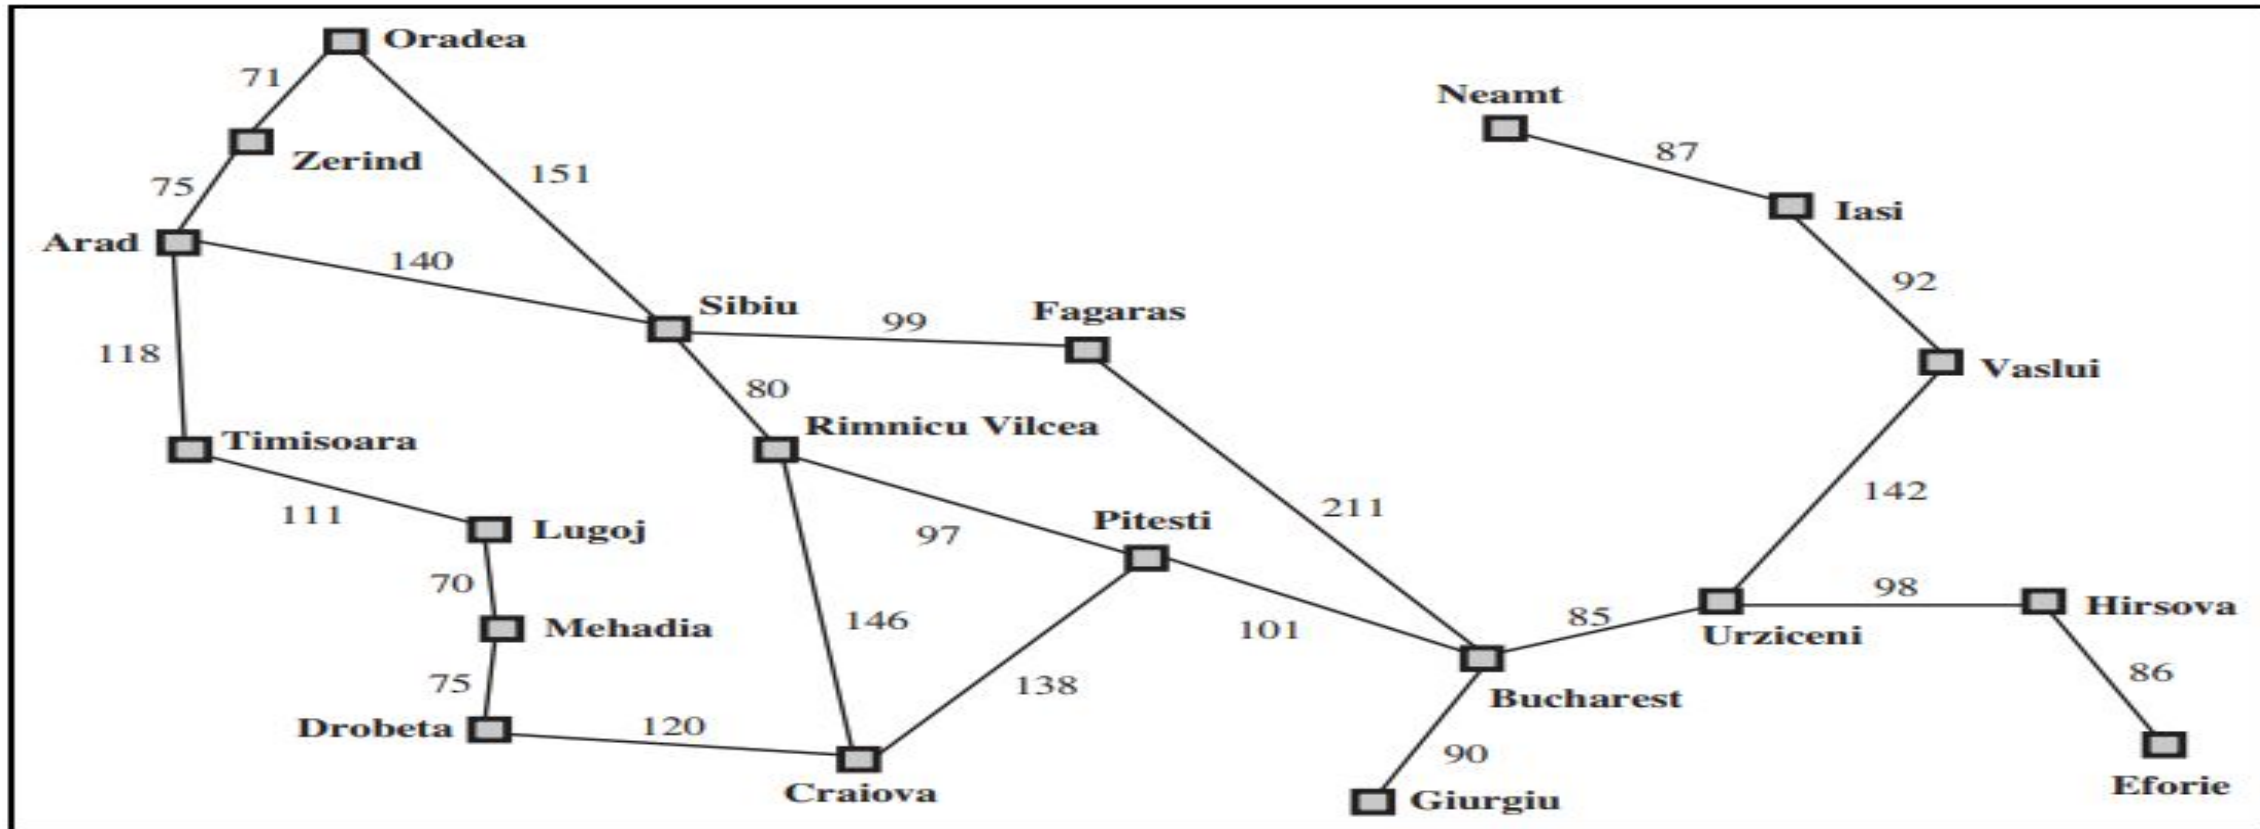 Oradea
71
Neamt
Zerind
87
151
75
Iasi
Arad
140
92
Sibiu
Fagaras
99
118
Vaslui
80
Rimnicu Vilcea
Timisoara
142
211
111
Lugoj
97
Pitesti
70
98
Hirsova
146
85
Mehadia
101
Urziceni
86
75
138
Bucharest
Drobeta
120
90
Eforie
Craiova
Giurgiu